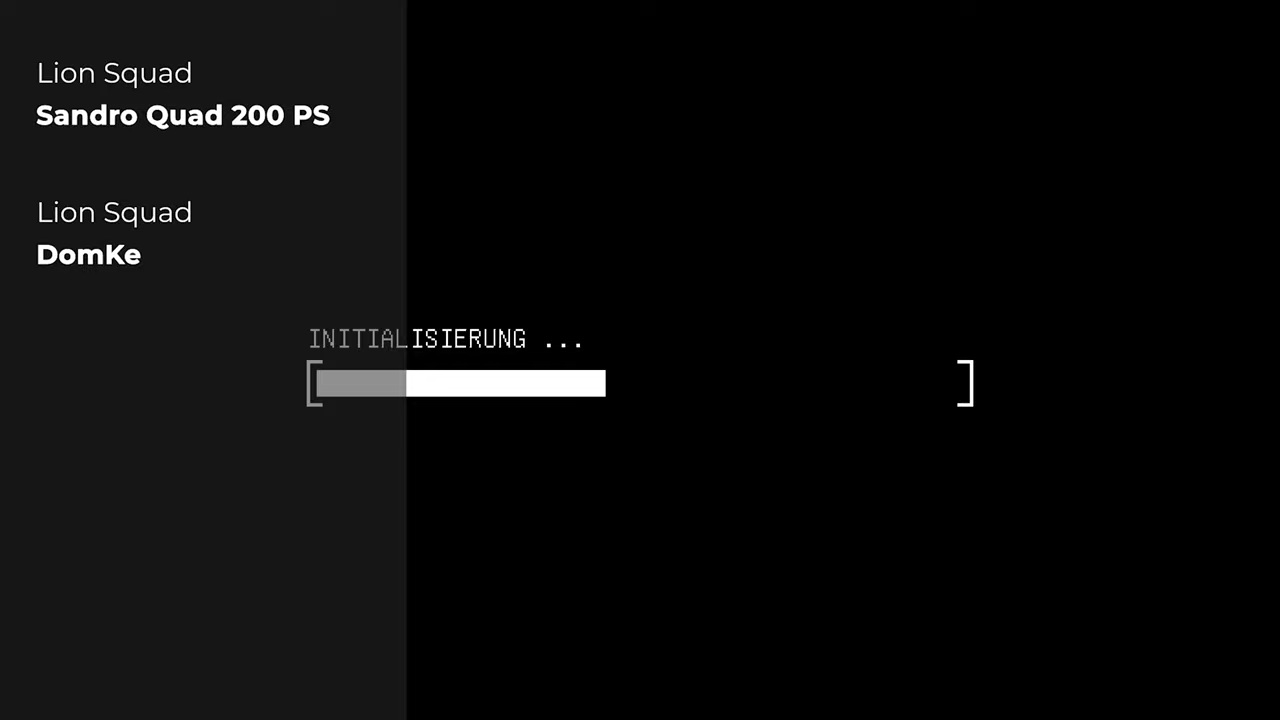 Lion Squad
Sandro Quad 200 PS
Lion Squad
DomKe
INITIALISIERUNG ...
[ ]